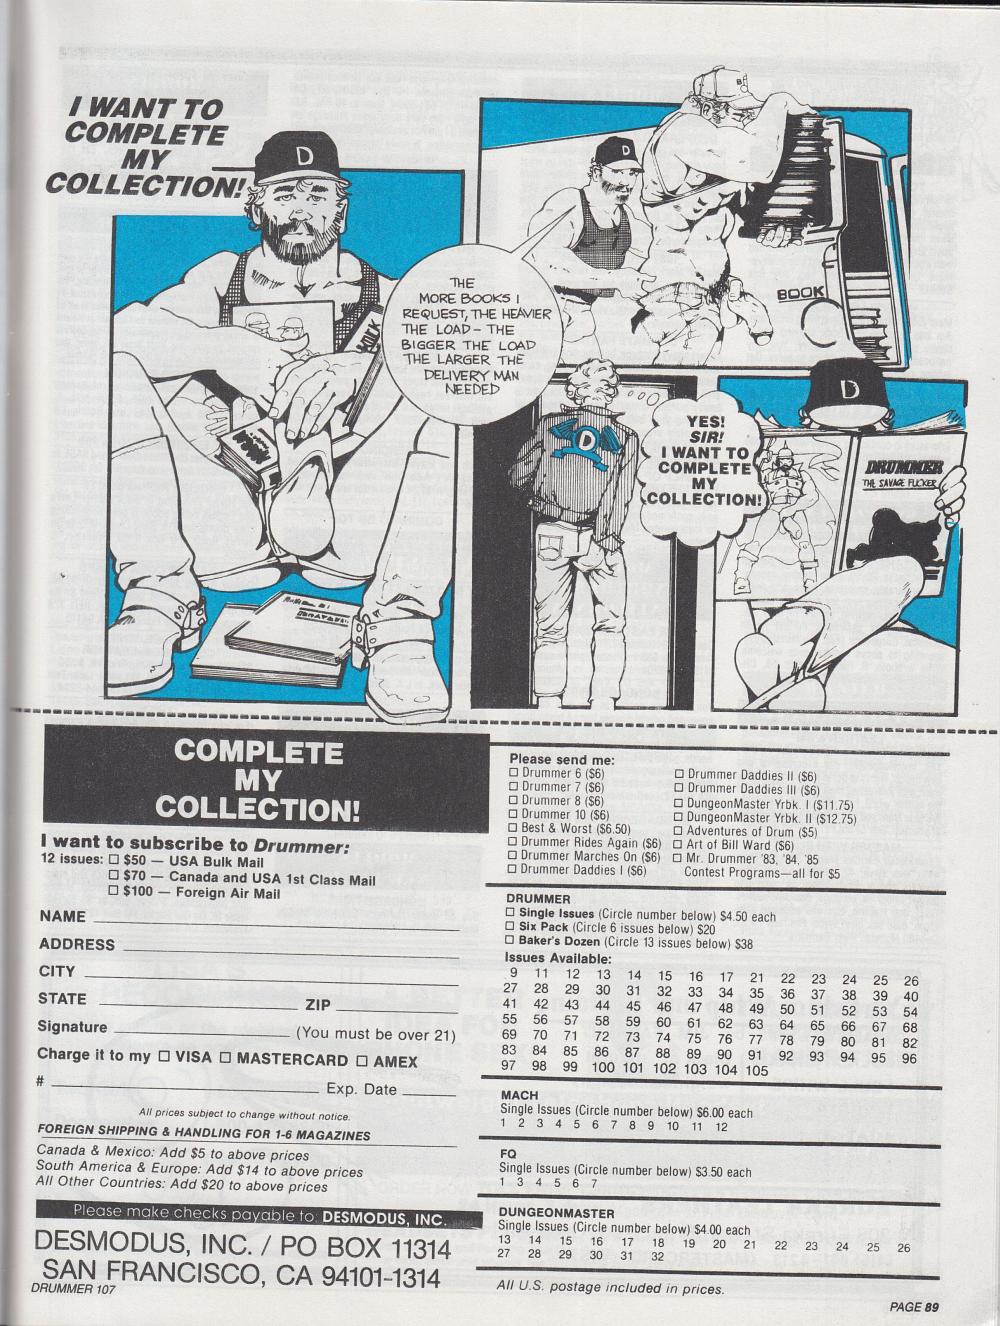 I WANT TO
COMPLETE
MY
COLLECTION!
D
THE
MORE BOOKS I
REQUEST, THE HEAVIER
THE LOAD - THE
BIGGER THE LOAD
THE LARGER THE
DELIVERY MAN
NEEDED
D
B
BOOK
D
YES!
SIR!
I WANT TO
COMPLETE
MY
COLLECTION!
D
DRUMMER
THE SAVAGE FUCKER
COMPLETE
MY
COLLECTION!
I want to subscribe to Drummer:
12 issues: ☐ $50 — USA Bulk Mail
☐ $70 — Canada and USA 1st Class Mail
☐ $100 — Foreign Air Mail
NAME
ADDRESS
CITY
STATE ZIP
Signature (You must be over 21)
Charge it to my ☐ VISA ☐ MASTERCARD ☐ AMEX
# Exp. Date
All prices subject to change without notice.
FOREIGN SHIPPING & HANDLING FOR 1-6 MAGAZINES
Canada & Mexico: Add $5 to above prices
South America & Europe: Add $14 to above prices
All Other Countries: Add $20 to above prices
Please make checks payable to: DESMODUS, INC.
DESMODUS, INC. / PO BOX 11314
SAN FRANCISCO, CA 94101-1314
DRUMMER 107
Please send me:
☐ Drummer 6 ($6)
☐ Drummer 7 ($6)
☐ Drummer 8 ($6)
☐ Drummer 10 ($6)
☐ Best & Worst ($6.50)
☐ Drummer Rides Again ($6)
☐ Drummer Marches On ($6)
☐ Drummer Daddies I ($6)
☐ Drummer Daddies II ($6)
☐ Drummer Daddies III ($6)
☐ DungeonMaster Yrbk. I ($11.75)
☐ DungeonMaster Yrbk. II ($12.75)
☐ Adventures of Drum ($5)
☐ Art of Bill Ward ($6)
☐ Mr. Drummer '83, '84, '85
Contest Programs—all for $5
DRUMMER
☐ Single Issues (Circle number below) $4.50 each
☐ Six Pack (Circle 6 issues below) $20
☐ Baker's Dozen (Circle 13 issues below) $38
Issues Available:
9 11 12 13 14 15 16 17 21 22 23 24 25 26
27 28 29 30 31 32 33 34 35 36 37 38 39 40
41 42 43 44 45 46 47 48 49 50 51 52 53 54
55 56 57 58 59 60 61 62 63 64 65 66 67 68
69 70 71 72 73 74 75 76 77 78 79 80 81 82
83 84 85 86 87 88 89 90 91 92 93 94 95 96
97 98 99 100 101 102 103 104 105
MACH
Single Issues (Circle number below) $6.00 each
1 2 3 4 5 6 7 8 9 10 11 12
FQ
Single Issues (Circle number below) $3.50 each
1 3 4 5 6 7
DUNGEONMASTER
Single Issues (Circle number below) $4.00 each
13 14 15 16 17 18 19 20 21 22 23 24 25 26
27 28 29 30 31 32
All U.S. postage included in prices.
PAGE 89